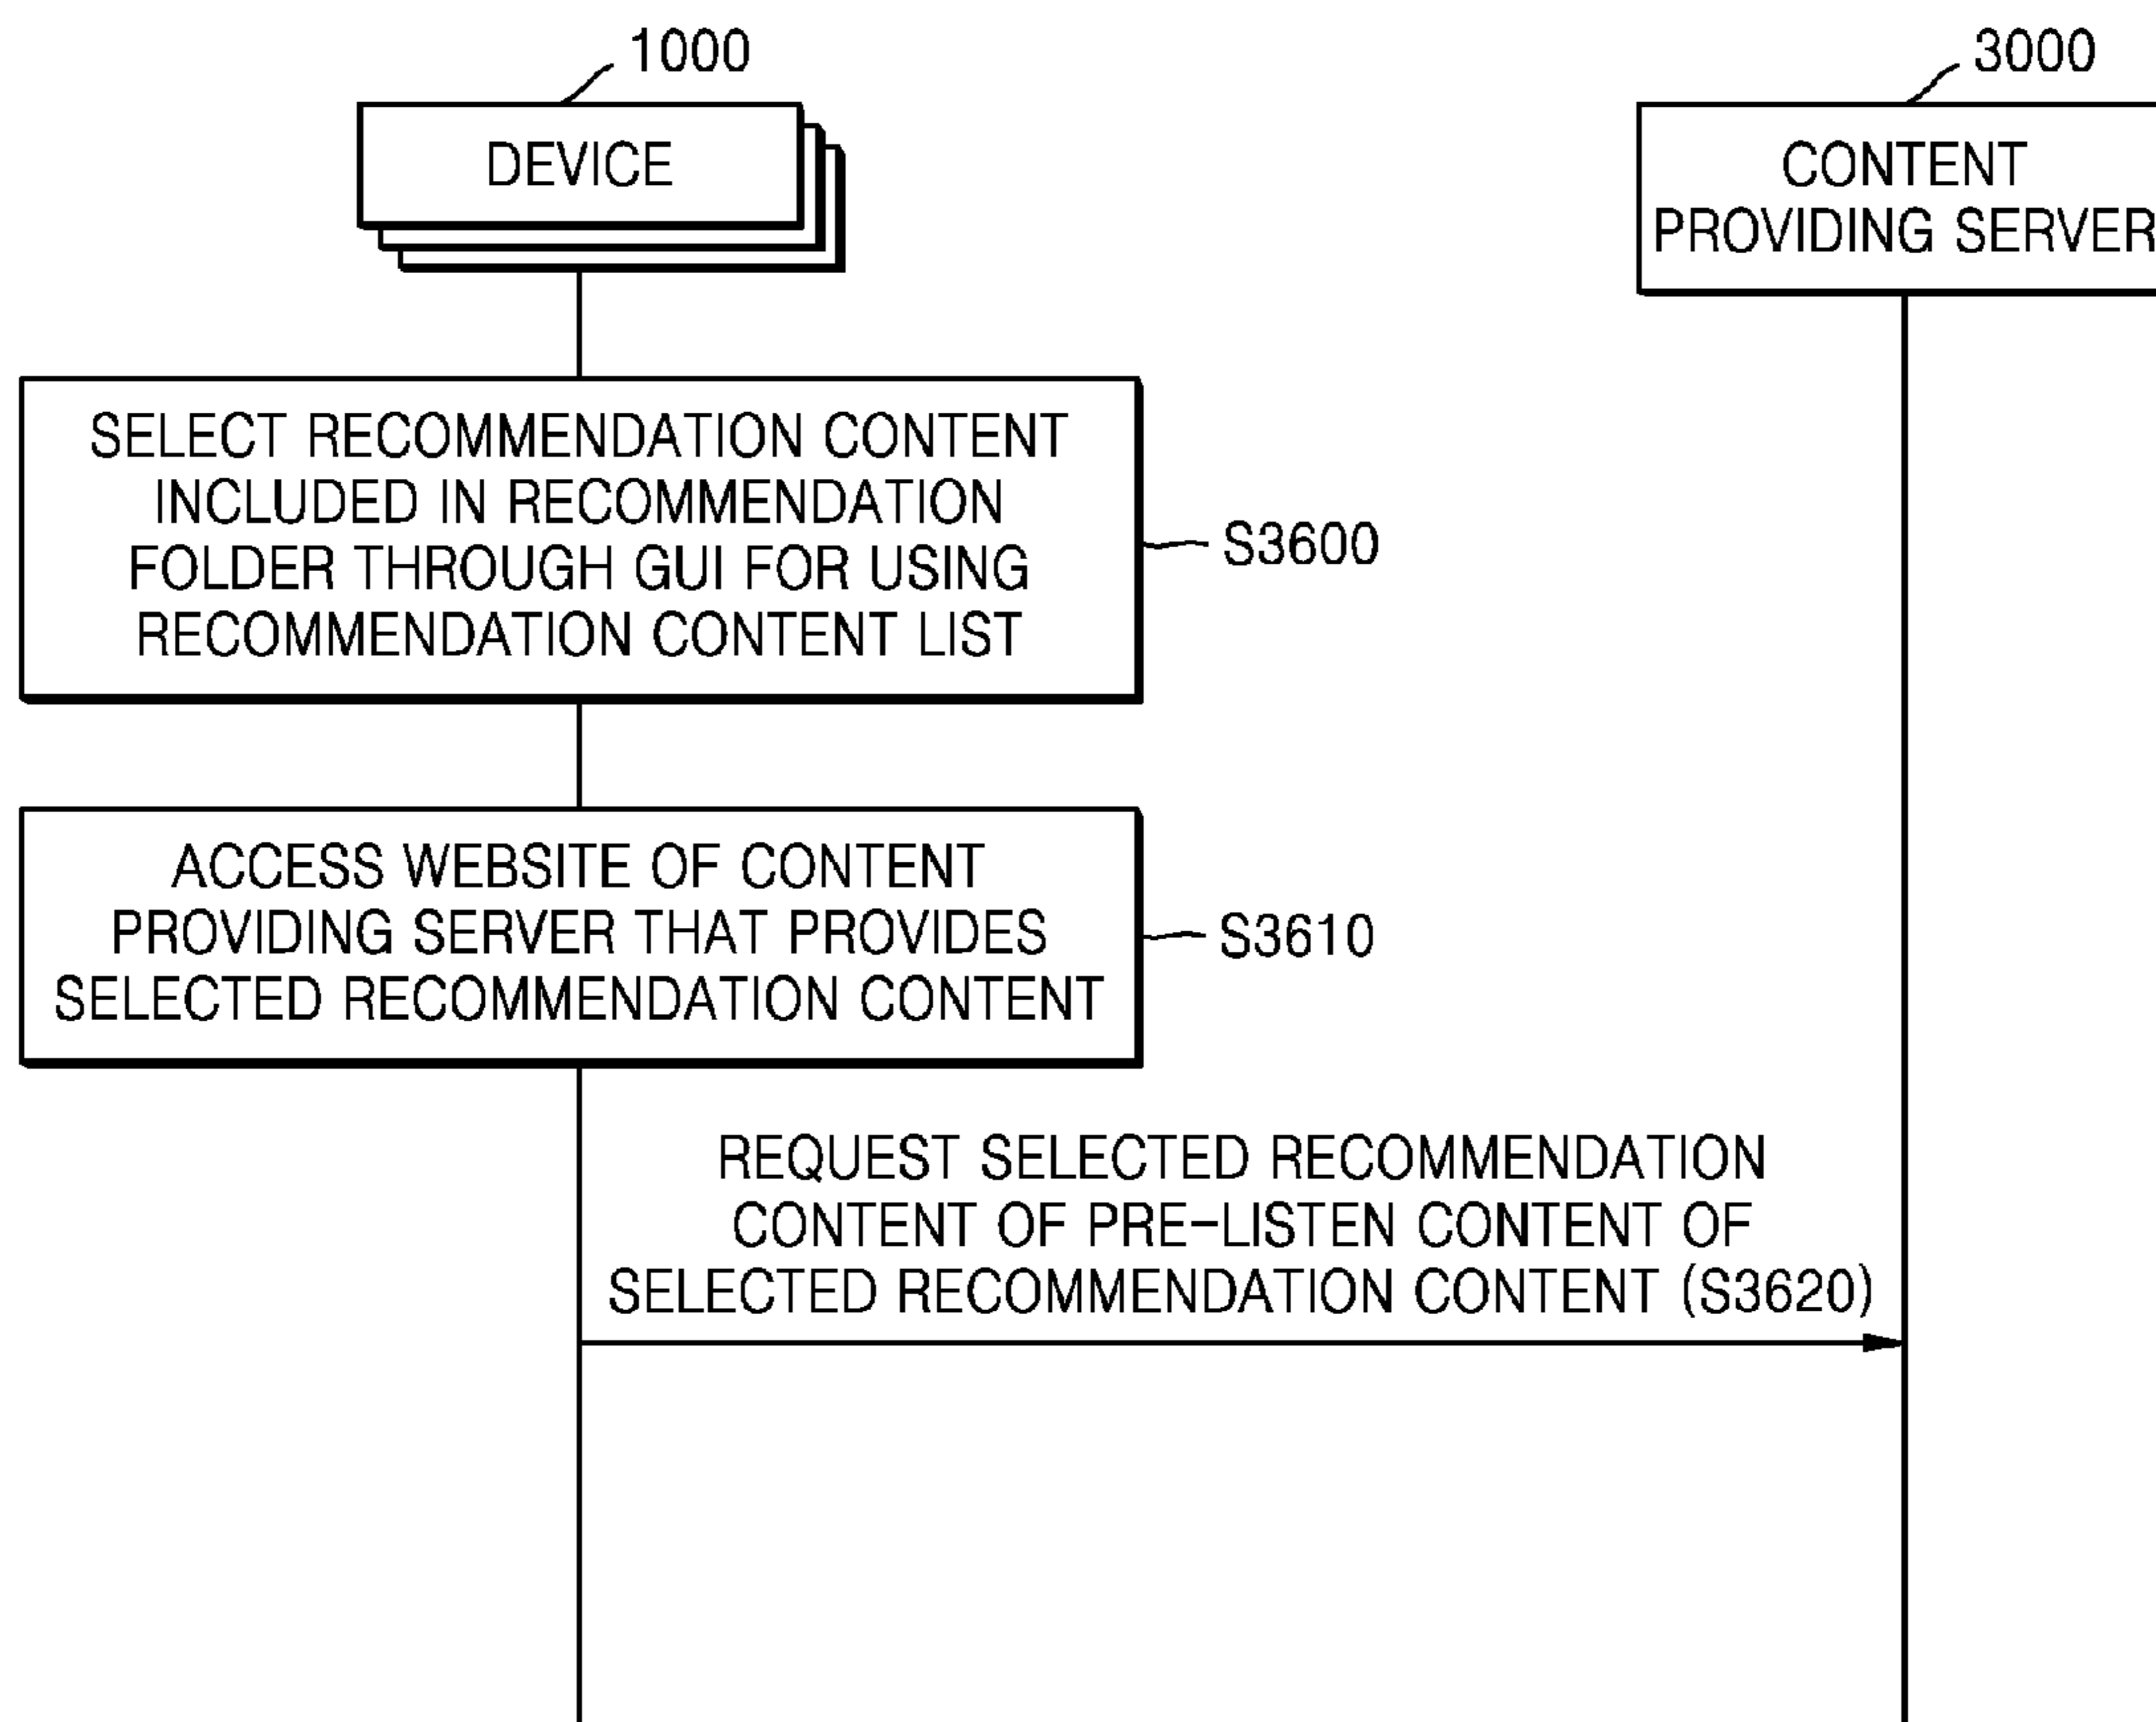 1000
DEVICE
3000
CONTENT
PROVIDING SERVER
SELECT RECOMMENDATION CONTENT
INCLUDED IN RECOMMENDATION
FOLDER THROUGH GUI FOR USING
RECOMMENDATION CONTENT LIST
S3600
ACCESS WEBSITE OF CONTENT
PROVIDING SERVER THAT PROVIDES
SELECTED RECOMMENDATION CONTENT
S3610
REQUEST SELECTED RECOMMENDATION
CONTENT OF PRE-LISTEN CONTENT OF
SELECTED RECOMMENDATION CONTENT (S3620)